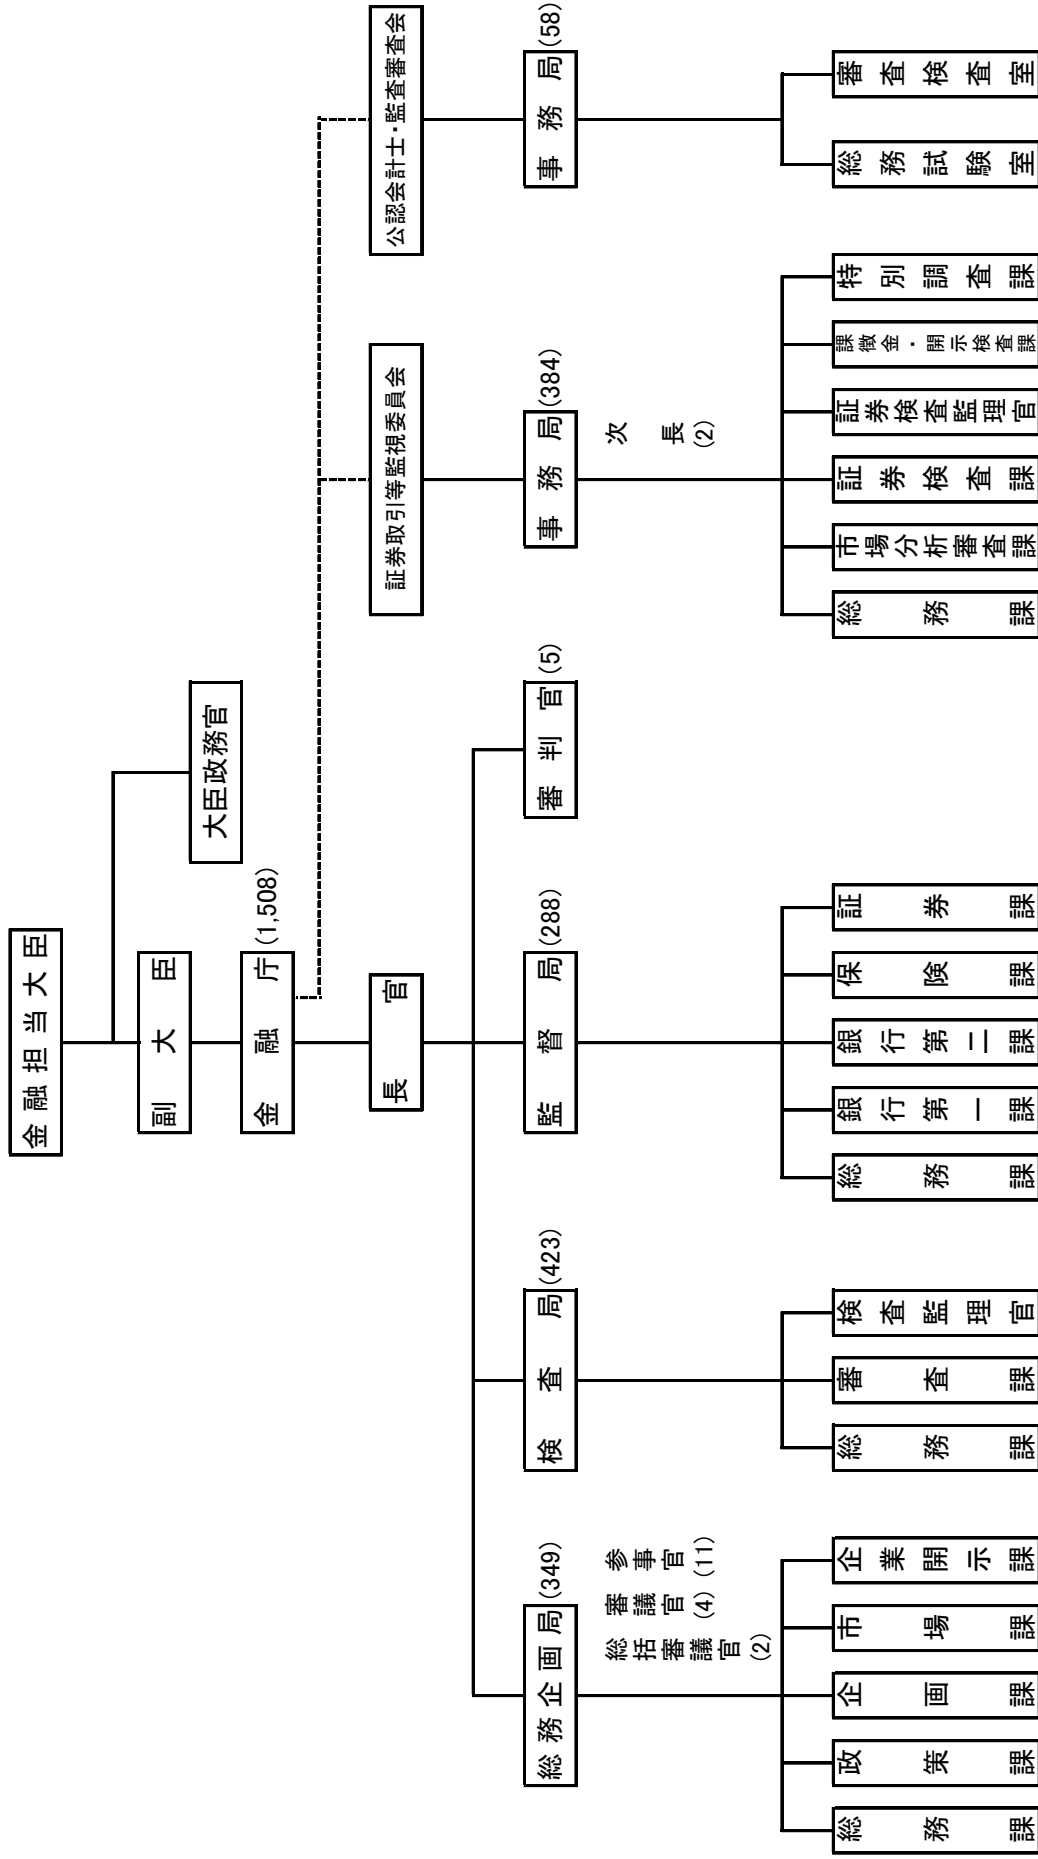 金融担当大臣
副大臣
大臣政務官
金融庁(1,508)
長官
証券取引等監視委員会
公認会計士・監査審査会
総務企画局(349)
検査局(423)
監督局(288)
審判官(5)
事務局(384)
事務局(58)
参事官(11)
審議官(4)
総括審議官(2)
次長(2)
総務課
政策課
企画課
市場課
企業開示課
総務課
審査課
検査監理官
総務課
銀行第一課
銀行第二課
保険課
証券課
総務課
市場分析審査課
証券検査課
証券検査監理官
課徴金・開示検査課
特別調査課
総務試験室
審査検査室